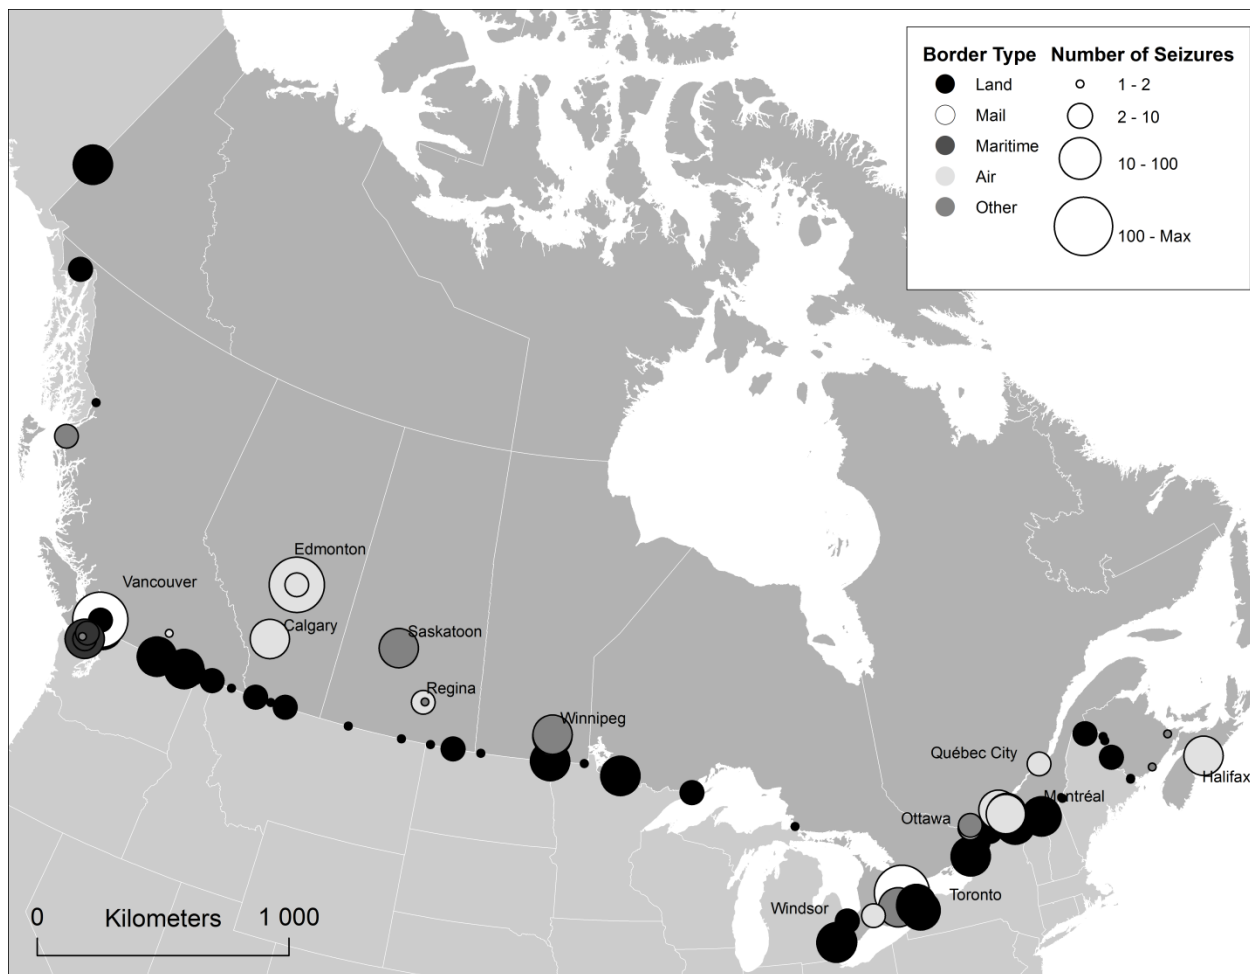 Border Type Number of Seizures
Land 1 - 2
Mail 2 - 10
Maritime
Air 10 - 100
Other
100 - Max
Edmonton
Vancouver
Calgary
Saskatoon
Regina
Winnipeg
Québec City
Halifax
Montréal
Ottawa
Toronto
Windsor
0 Kilometers 1 000